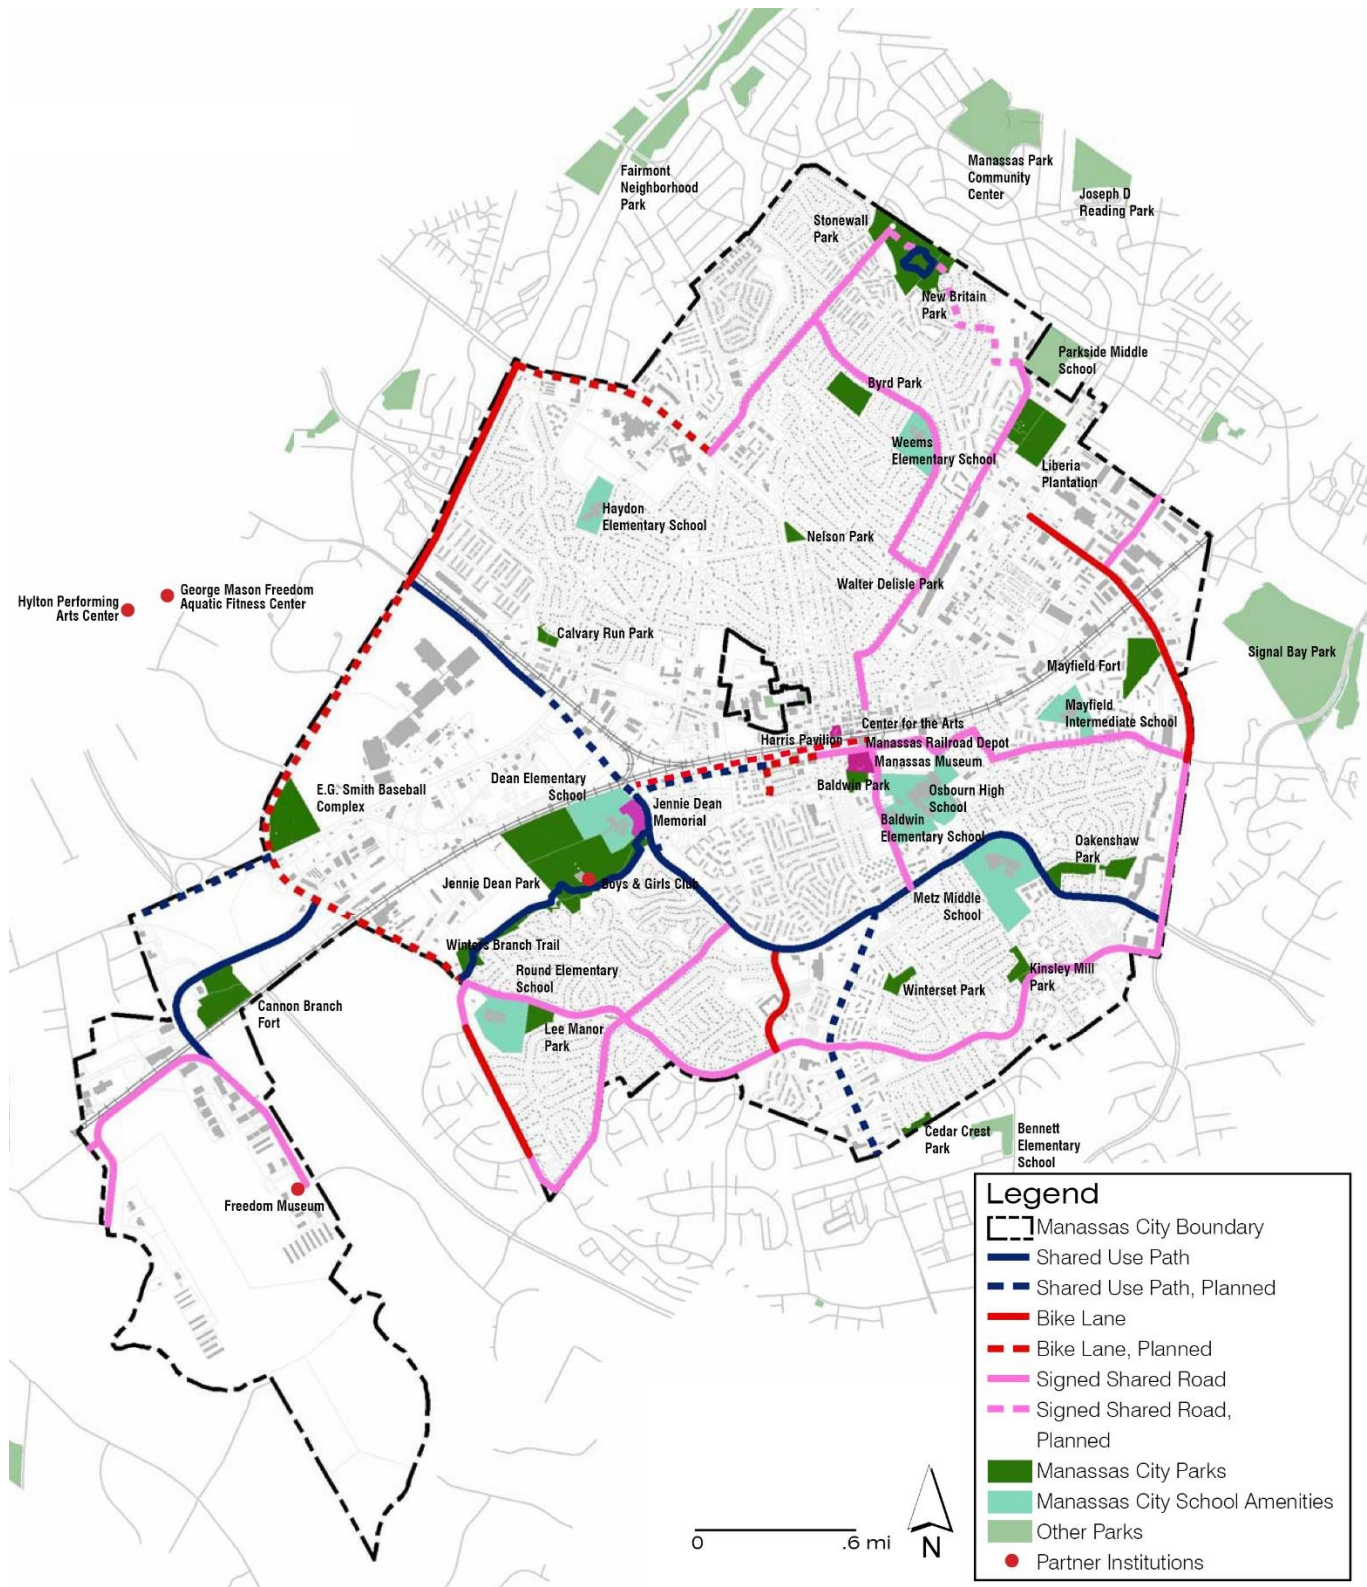 Fairmont
Neighborhood
Park
Manassas Park
Community
Center
Joseph D
Reading Park
Stonewall
Park
New Britain
Park
Parkside Middle
School
Byrd Park
Weems
Elementary School
Liberia
Plantation
Haydon
Elementary School
Nelson Park
Walter Delisle Park
Hylton Performing
Arts Center
George Mason Freedom
Aquatic Fitness Center
Calvary Run Park
Signal Bay Park
Mayfield Fort
Mayfield
Intermediate School
Center for the Arts
Harris Pavilion
Manassas Railroad Depot
Manassas Museum
Dean Elementary
School
E.G. Smith Baseball
Complex
Baldwin Park
Osbourn High
School
Jennie Dean
Memorial
Baldwin
Elementary School
Oakenshaw
Park
Jennie Dean Park
Boys & Girls Club
Metz Middle
School
Winters Branch Trail
Round Elementary
School
Kinsley Mill
Park
Winterset Park
Cannon Branch
Fort
Lee Manor
Park
Cedar Crest
Park
Bennett
Elementary
School
Freedom Museum
Legend
Manassas City Boundary
Shared Use Path
Shared Use Path, Planned
Bike Lane
Bike Lane, Planned
Signed Shared Road
Signed Shared Road,
Planned
Manassas City Parks
Manassas City School Amenities
Other Parks
Partner Institutions
0 .6 mi
N